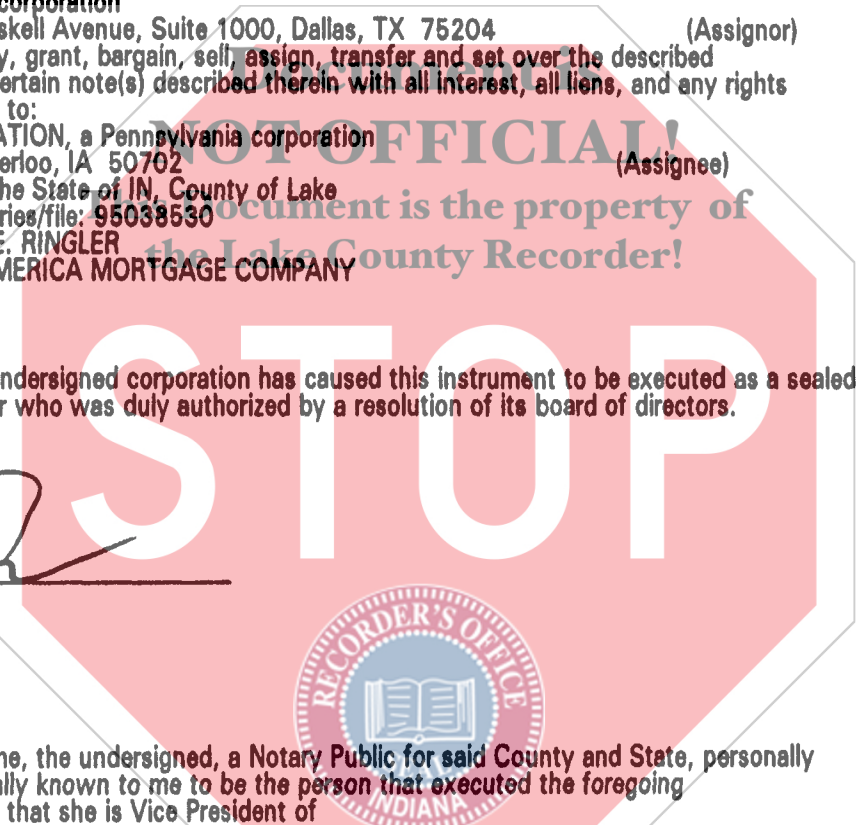 corporation
skell Avenue, Suite 1000, Dallas, TX 75204 (Assignor)
y, grant, bargain, sell, assign, transfer and set over the described
ertain note(s) described therein with all interest, all liens, and any rights
to:
ATION, a Pennsylvania corporation
erloo, IA 50702 (Assignee)
he State of IN, County of Lake
ries/file: 95038530
E. RINGLER
MERICA MORTGAGE COMPANY
Document is
NOT OFFICIAL!
This Document is the property of
the Lake County Recorder!
STOP
ndersigned corporation has caused this instrument to be executed as a sealed
r who was duly authorized by a resolution of its board of directors.
RECORDER'S OFFICE
INDIANA
ne, the undersigned, a Notary Public for said County and State, personally
ally known to me to be the person that executed the foregoing
that she is Vice President of